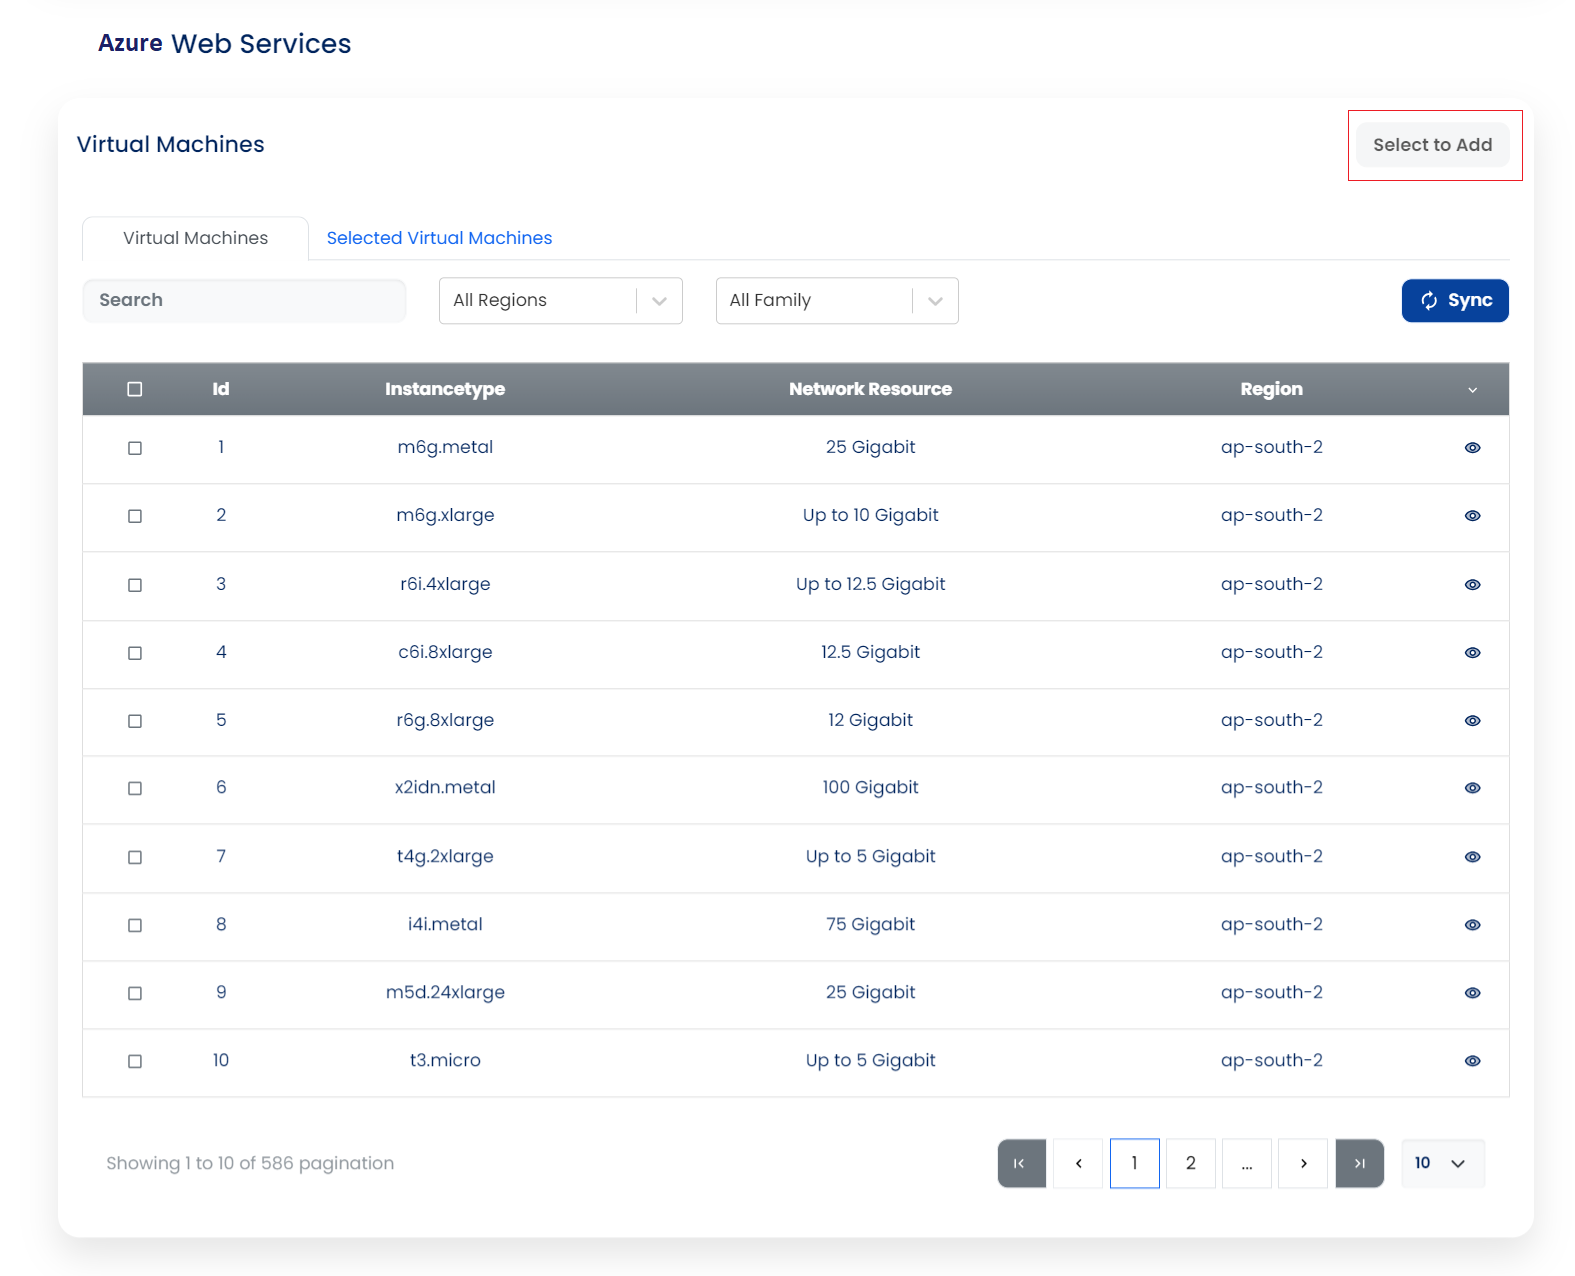 Azure Web Services
Virtual Machines
Select to Add
Virtual Machines Selected Virtual Machines
Search All Regions All Family Sync
Id Instancetype Network Resource Region
1 m6g.metal 25 Gigabit ap-south-2
2 m6g.xlarge Up to 10 Gigabit ap-south-2
3 r6i.4xlarge Up to 12.5 Gigabit ap-south-2
4 c6i.8xlarge 12.5 Gigabit ap-south-2
5 r6g.8xlarge 12 Gigabit ap-south-2
6 x2idn.metal 100 Gigabit ap-south-2
7 t4g.2xlarge Up to 5 Gigabit ap-south-2
8 i4i.metal 75 Gigabit ap-south-2
9 m5d.24xlarge 25 Gigabit ap-south-2
10 t3.micro Up to 5 Gigabit ap-south-2
Showing 1 to 10 of 586 pagination 1 2 ... 10